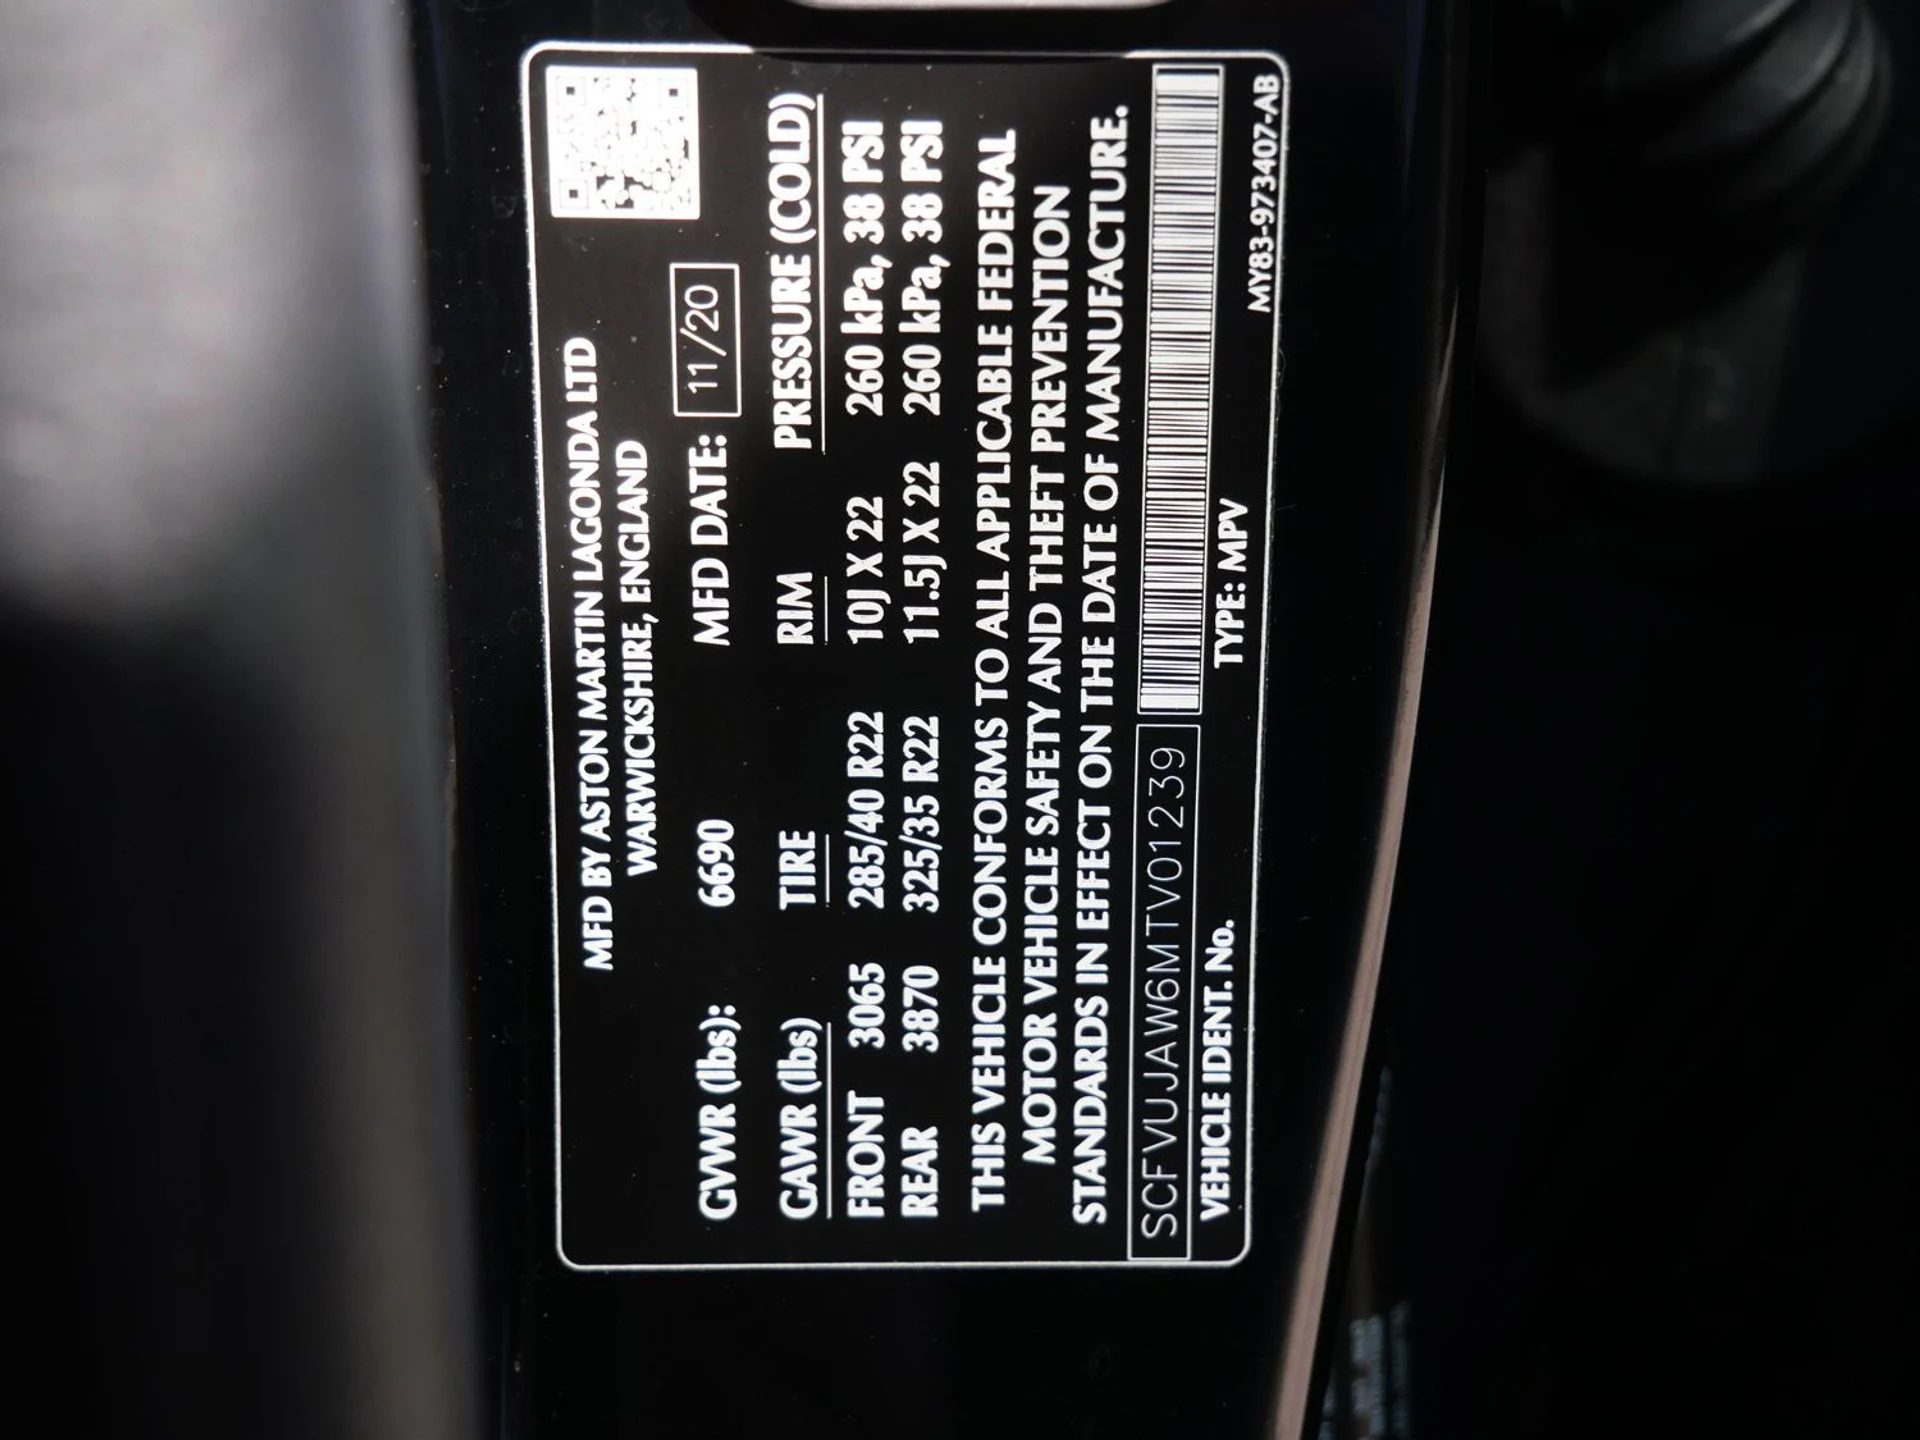 MFD BY ASTON MARTIN LAGONDA LTD
WARWICKSHIRE, ENGLAND
GVWR (lbs): 6690 MFD DATE: 11/20
GAWR (lbs) TIRE RIM PRESSURE (COLD)
FRONT 3065 285/40 R22 10J X 22 260 kPa, 38 PSI
REAR 3870 325/35 R22 11.5J X 22 260 kPa, 38 PSI
THIS VEHICLE CONFORMS TO ALL APPLICABLE FEDERAL
MOTOR VEHICLE SAFETY AND THEFT PREVENTION
STANDARDS IN EFFECT ON THE DATE OF MANUFACTURE.
SCFVUJAW6MTV01239
VEHICLE IDENT. No. TYPE: MPV MY83-973407-AB